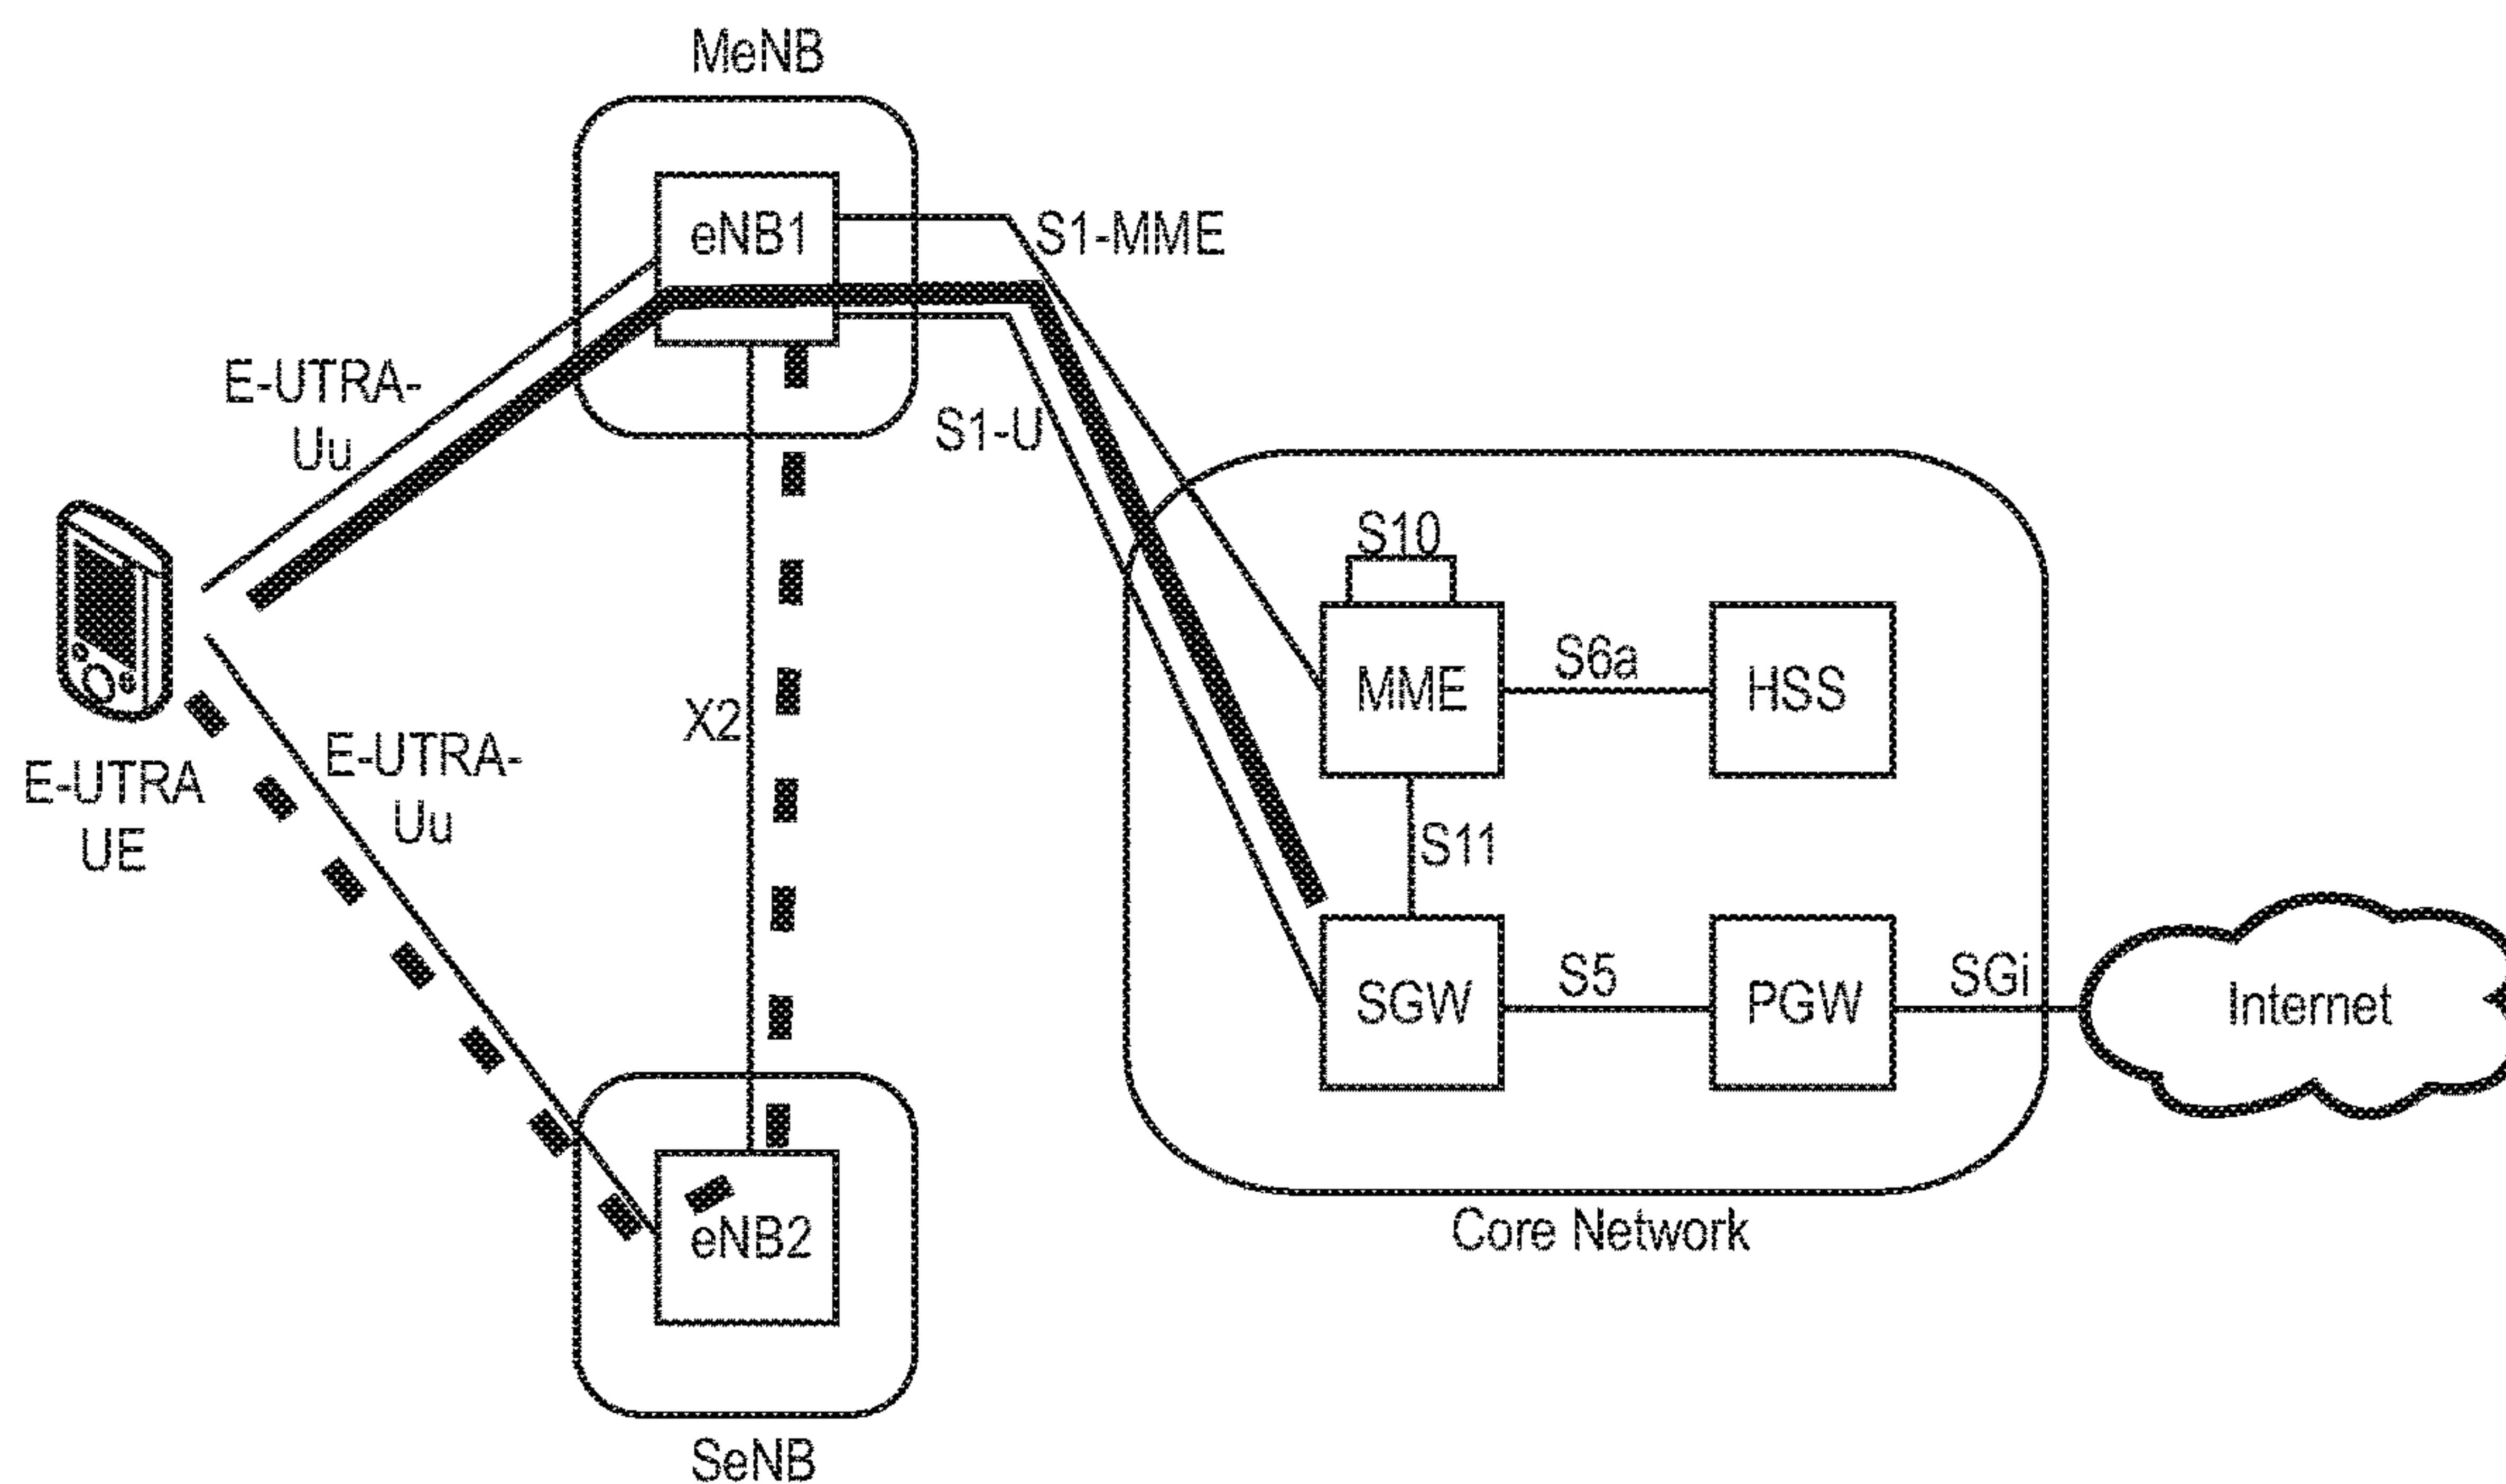 MeNB
eNB1
S1-MME
E-UTRA-
Uu
S1-U
S10
MME
S6a
HSS
X2
E-UTRA-
Uu
E-UTRA
UE
S11
SGW
S5
PGW
SGi
Internet
eNB2
Core Network
SeNB